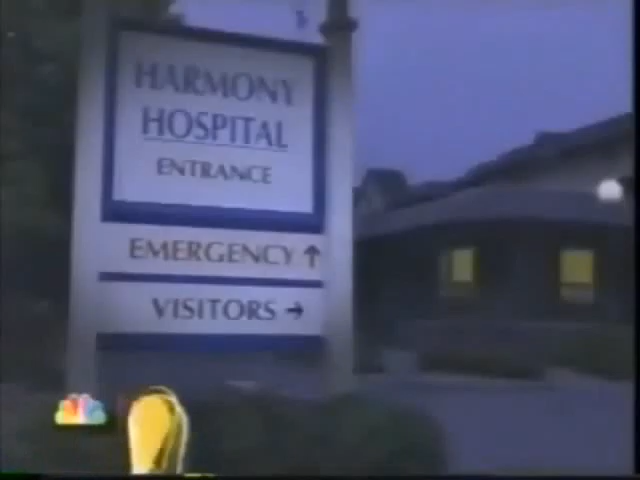 HARMONY
HOSPITAL
ENTRANCE
EMERGENCY ↑
VISITORS →